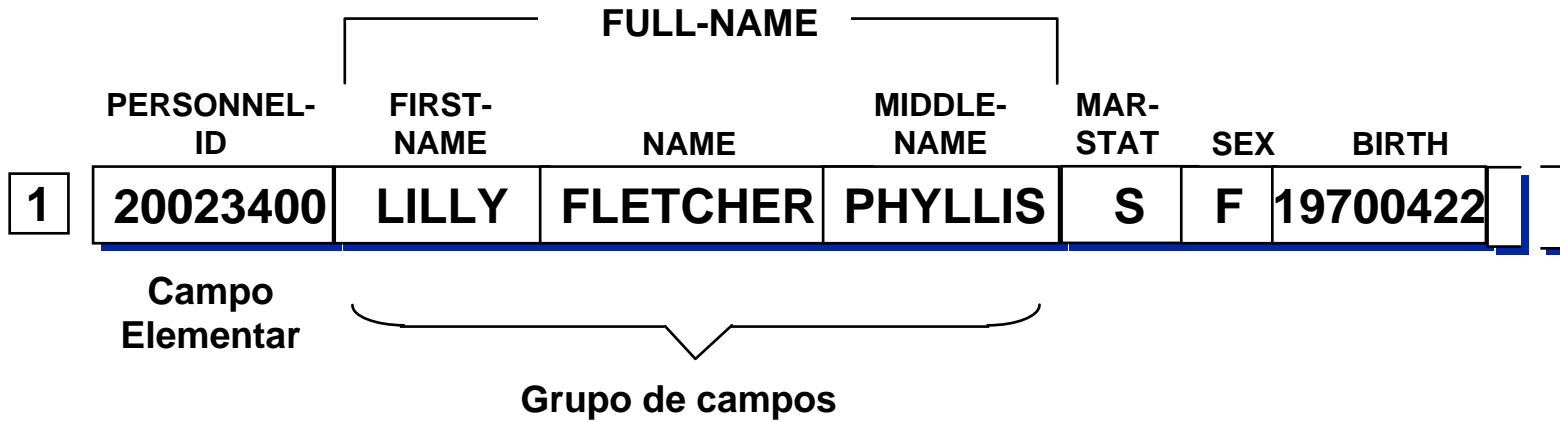 FULL-NAME
PERSONNEL-
ID
FIRST-
NAME
NAME
MIDDLE-
NAME
MAR-
STAT
SEX
BIRTH
1
20023400
LILLY
FLETCHER
PHYLLIS
S
F
19700422
Campo
Elementar
Grupo de campos